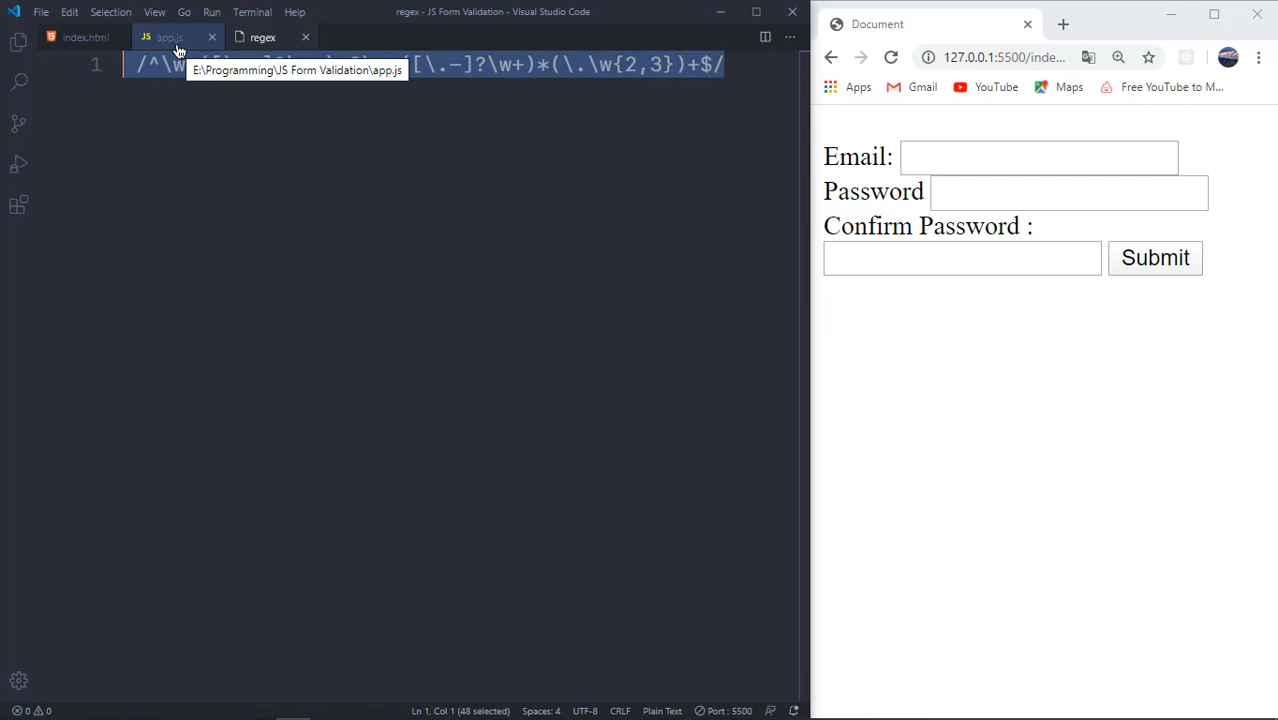 File Edit Selection View Go Run Terminal Help
regex - JS Form Validation - Visual Studio Code
index.html
JS app.js
regex
1 /^\w
[\.-]?\w+)*(\.\w{2,3})+$/
E:\Programming\JS Form Validation\app.js
0 0
Ln 1, Col 1 (48 selected) Spaces: 4 UTF-8 CRLF Plain Text Port : 5500
Document
127.0.0.1:5500/inde...
Apps Gmail YouTube Maps Free YouTube to M...
Email:
Password
Confirm Password :
Submit